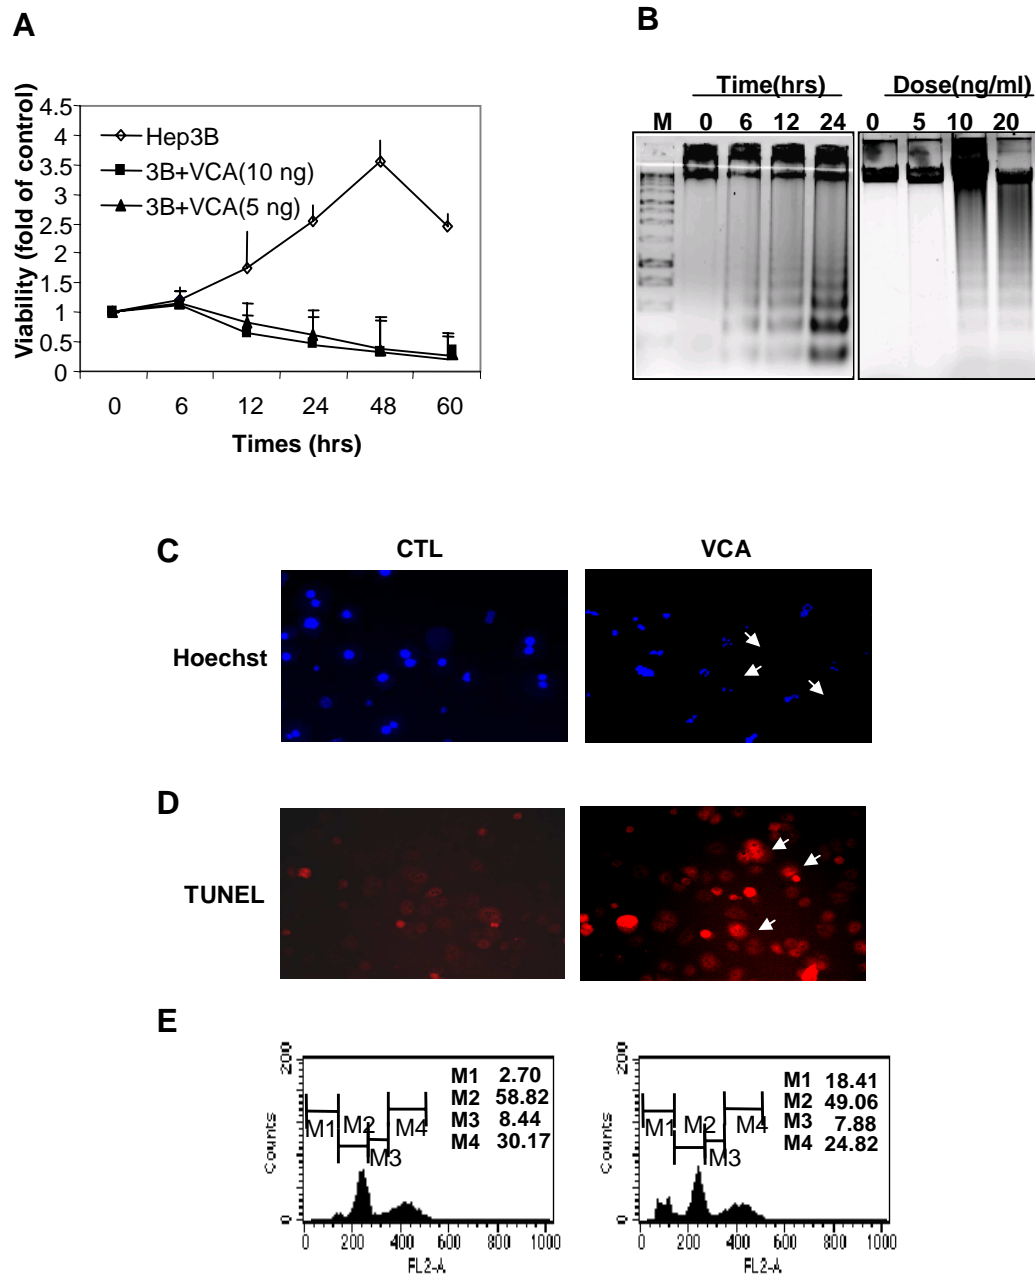 A
Viability (fold of control)
4.5
4
3.5
3
2.5
2
1.5
1
0.5
0
Hep3B
3B+VCA(10 ng)
3B+VCA(5 ng)
0 6 12 24 48 60
Times (hrs)
B
Time(hrs) Dose(ng/ml)
M 0 6 12 24 0 5 10 20
C
CTL VCA
Hoechst
D
TUNEL
E
200
Counts
0
M1 2.70
M2 58.82
M3 8.44
M4 30.17
M1 M2 M3 M4
0 200 400 600 800 1000
FL2-A
200
Counts
0
M1 18.41
M2 49.06
M3 7.88
M4 24.82
M1 M2 M3 M4
0 200 400 600 800 1000
FL2-A